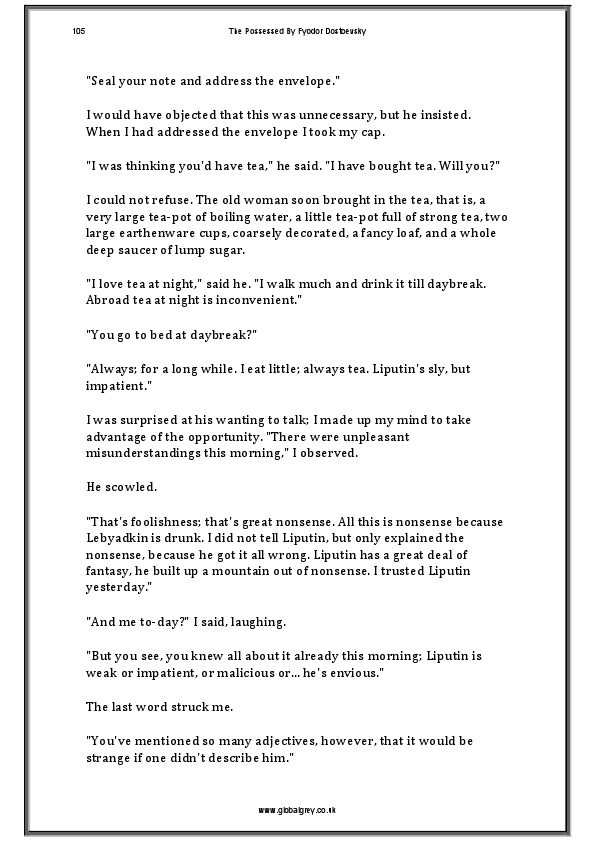 105 The Possessed By Fyodor Dostoevsky
"Seal your note and address the envelope."
I would have objected that this was unnecessary, but he insisted.
When I had addressed the envelope I took my cap.
"I was thinking you'd have tea," he said. "I have bought tea. Will you?"
I could not refuse. The old woman soon brought in the tea, that is, a
very large tea-pot of boiling water, a little tea-pot full of strong tea, two
large earthenware cups, coarsely decorated, a fancy loaf, and a whole
deep saucer of lump sugar.
"I love tea at night," said he. "I walk much and drink it till daybreak.
Abroad tea at night is inconvenient."
"You go to bed at daybreak?"
"Always; for a long while. I eat little; always tea. Liputin's sly, but
impatient."
I was surprised at his wanting to talk; I made up my mind to take
advantage of the opportunity. "There were unpleasant
misunderstandings this morning," I observed.
He scowled.
"That's foolishness; that's great nonsense. All this is nonsense because
Lebyadkin is drunk. I did not tell Liputin, but only explained the
nonsense, because he got it all wrong. Liputin has a great deal of
fantasy, he built up a mountain out of nonsense. I trusted Liputin
yesterday."
"And me to-day?" I said, laughing.
"But you see, you knew all about it already this morning; Liputin is
weak or impatient, or malicious or... he's envious."
The last word struck me.
"You've mentioned so many adjectives, however, that it would be
strange if one didn't describe him."
www.globalgrey.co.uk